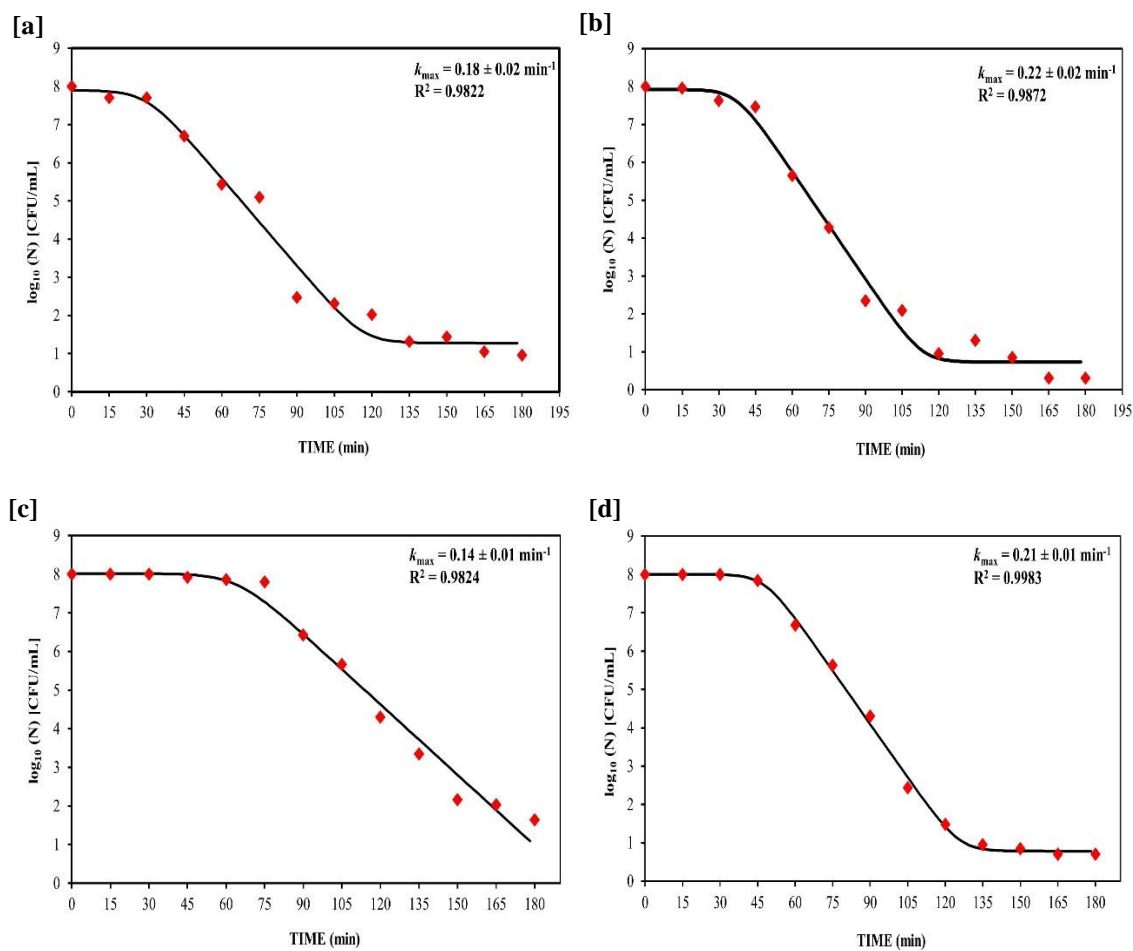 [a]
k_max = 0.18 ± 0.02 min⁻¹
R² = 0.9822
log₁₀ (N) [CFU/mL]
9
8
7
6
5
4
3
2
1
0
0 15 30 45 60 75 90 105 120 135 150 165 180 195
TIME (min)
[b]
k_max = 0.22 ± 0.02 min⁻¹
R² = 0.9872
log₁₀ (N) [CFU/mL]
9
8
7
6
5
4
3
2
1
0
0 15 30 45 60 75 90 105 120 135 150 165 180 195
TIME (min)
[c]
k_max = 0.14 ± 0.01 min⁻¹
R² = 0.9824
log₁₀ (N) [CFU/mL]
9
8
7
6
5
4
3
2
1
0
0 15 30 45 60 75 90 105 120 135 150 165 180
TIME (min)
[d]
k_max = 0.21 ± 0.01 min⁻¹
R² = 0.9983
log₁₀ (N) [CFU/mL]
9
8
7
6
5
4
3
2
1
0
0 15 30 45 60 75 90 105 120 135 150 165 180
TIME (min)